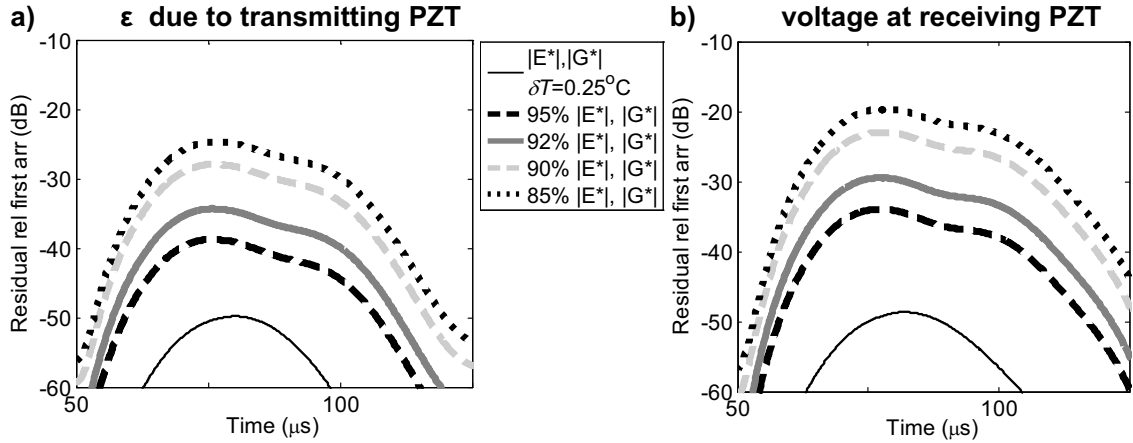 a) ε due to transmitting PZT
Residual rel first arr (dB)
-10
-20
-30
-40
-50
-60
50
75
100
Time (μs)
|E*|,|G*|
δT=0.25°C
95% |E*|, |G*|
92% |E*|, |G*|
90% |E*|, |G*|
85% |E*|, |G*|
b) voltage at receiving PZT
Residual rel first arr (dB)
-10
-20
-30
-40
-50
-60
50
100
Time (μs)